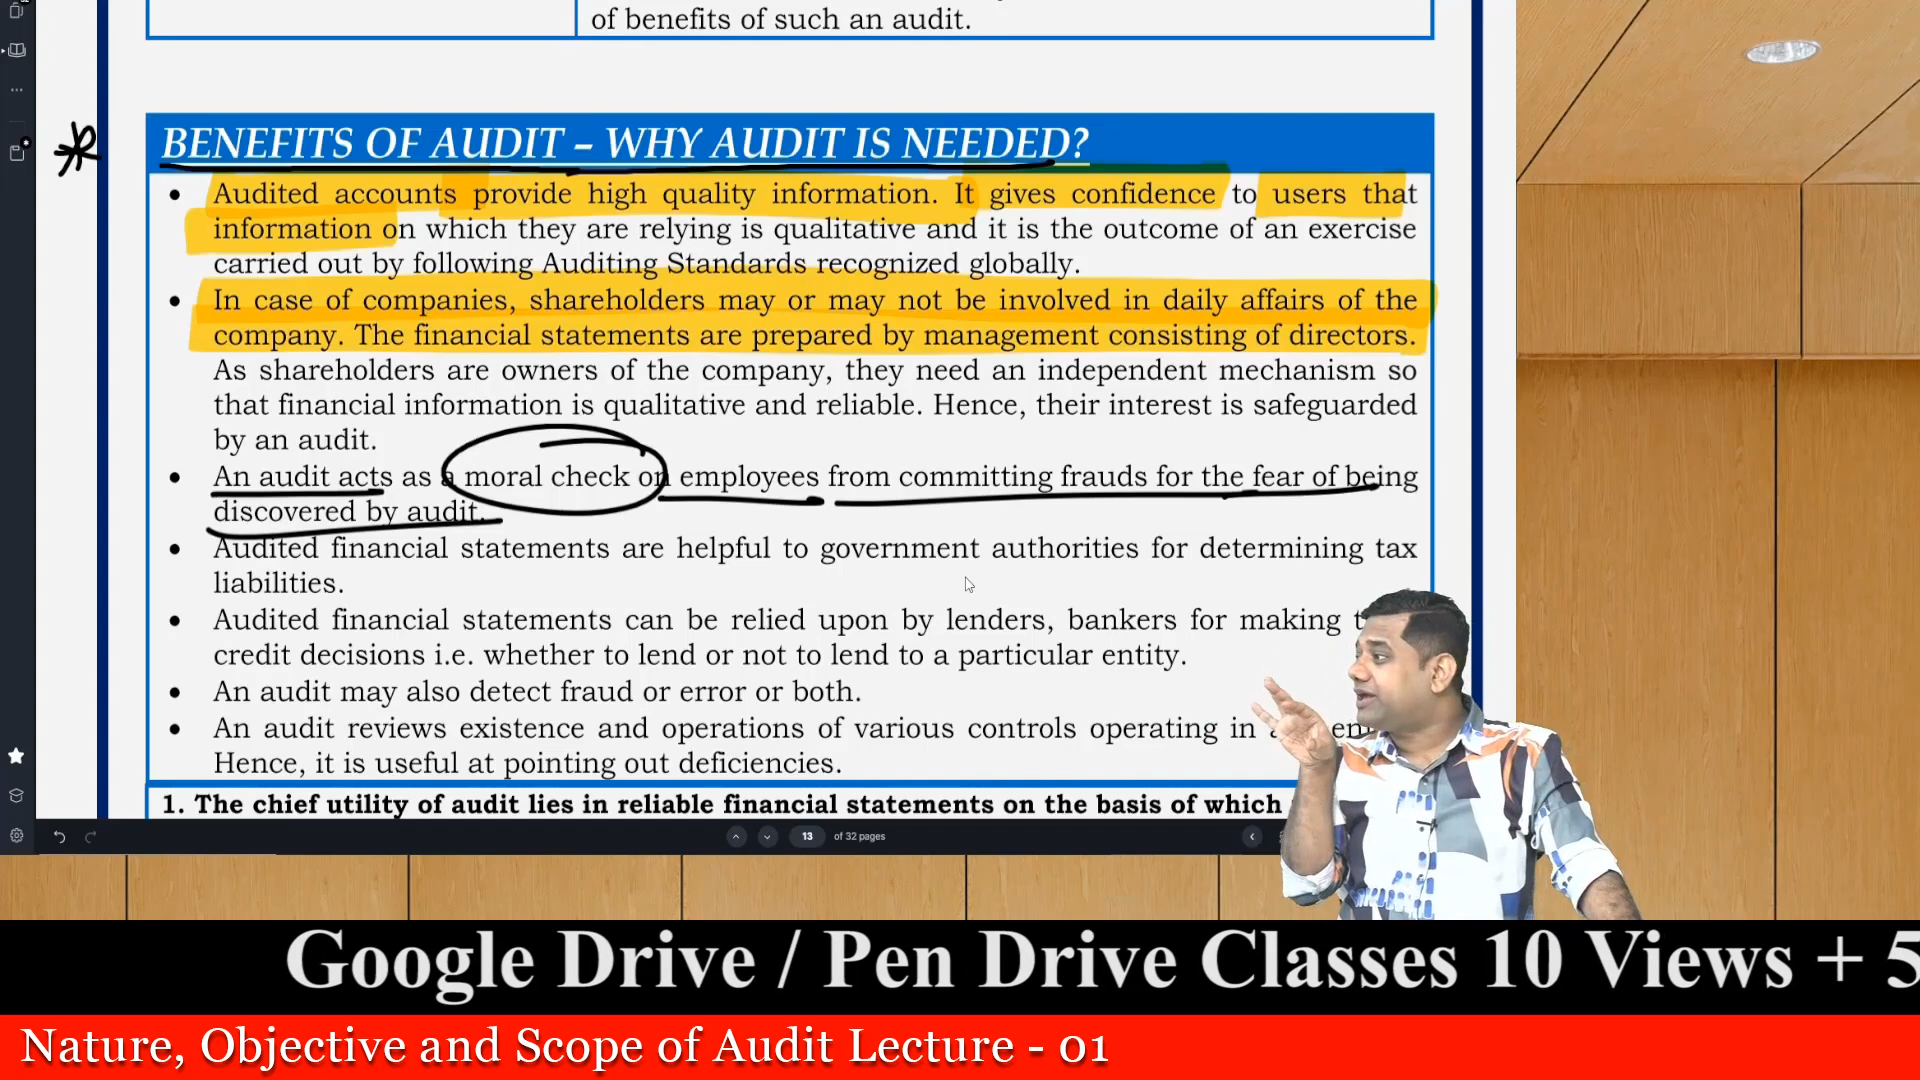 of benefits of such an audit.
BENEFITS OF AUDIT – WHY AUDIT IS NEEDED?
• Audited accounts provide high quality information. It gives confidence to users that
information on which they are relying is qualitative and it is the outcome of an exercise
carried out by following Auditing Standards recognized globally.
• In case of companies, shareholders may or may not be involved in daily affairs of the
company. The financial statements are prepared by management consisting of directors.
As shareholders are owners of the company, they need an independent mechanism so
that financial information is qualitative and reliable. Hence, their interest is safeguarded
by an audit.
• An audit acts as a moral check on employees from committing frauds for the fear of being
discovered by audit.
• Audited financial statements are helpful to government authorities for determining tax
liabilities.
• Audited financial statements can be relied upon by lenders, bankers for making
credit decisions i.e. whether to lend or not to lend to a particular entity.
• An audit may also detect fraud or error or both.
• An audit reviews existence and operations of various controls operating in
Hence, it is useful at pointing out deficiencies.
1. The chief utility of audit lies in reliable financial statements on the basis of which
13 of 32 pages
Google Drive / Pen Drive Classes 10 Views + 5
Nature, Objective and Scope of Audit Lecture - 01